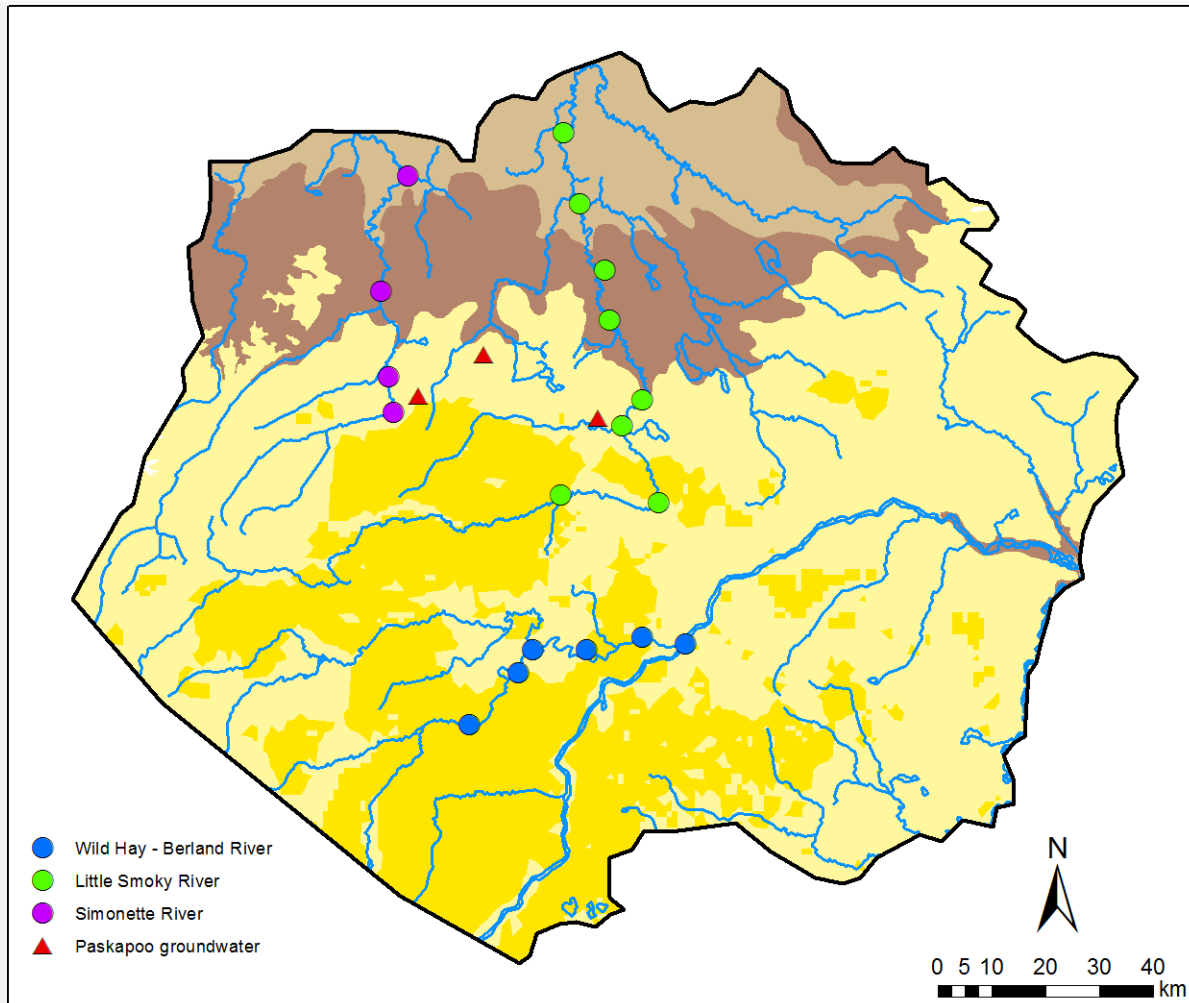 Wild Hay - Berland River
Little Smoky River
Simonette River
Paskapoo groundwater
N
0 5 10 20 30 40
km